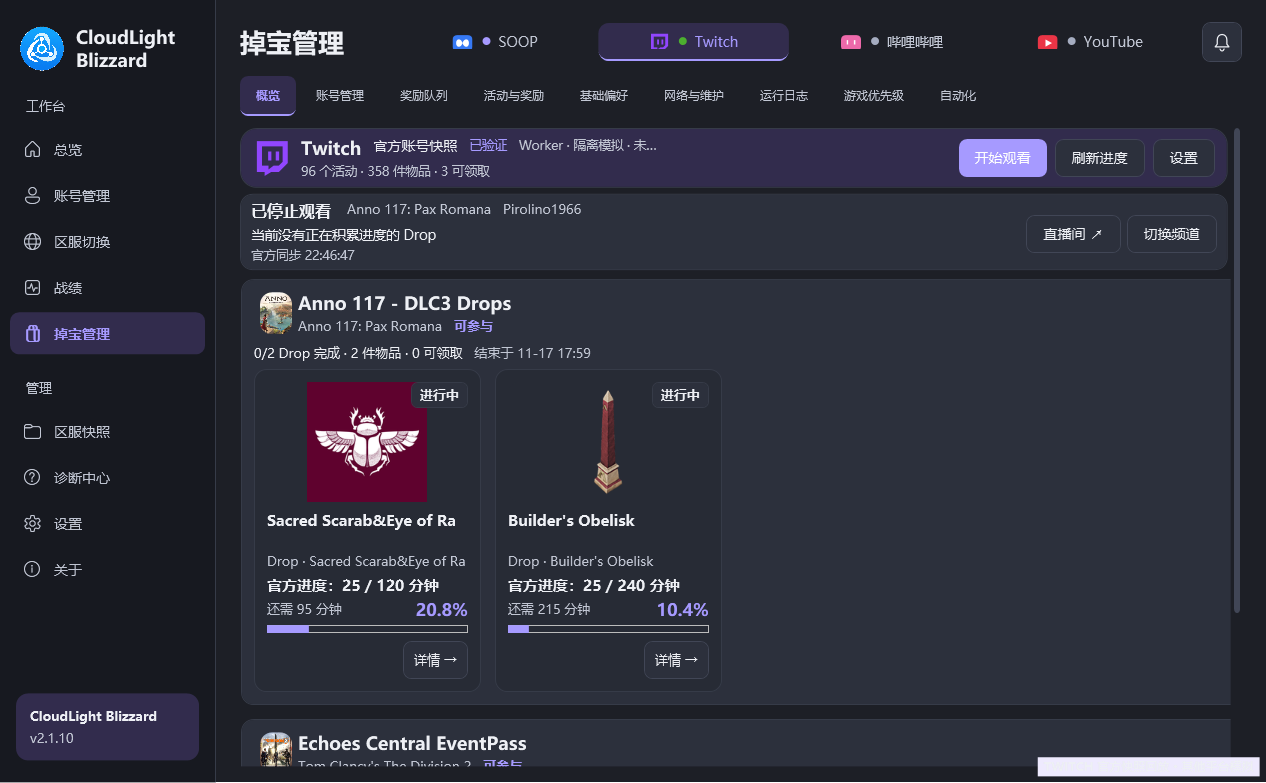 CloudLight
Blizzard
工作台
总览
账号管理
区服切换
战绩
掉宝管理
管理
区服快照
诊断中心
设置
关于
CloudLight Blizzard
v2.1.10
掉宝管理
SOOP
Twitch
哔哩哔哩
YouTube
概览 账号管理 奖励队列 活动与奖励 基础偏好 网络与维护 运行日志 游戏优先级 自动化
Twitch 官方账号快照 已验证 Worker · 隔离模拟 · 未...
96 个活动 · 358 件物品 · 3 可领取
开始观看 刷新进度 设置
已停止观看 Anno 117: Pax Romana Pirolino1966
当前没有正在积累进度的 Drop
官方同步 22:46:47
直播间 ↗ 切换频道
ANNO
Anno 117 - DLC3 Drops
Anno 117: Pax Romana 可参与
0/2 Drop 完成 · 2 件物品 · 0 可领取 结束于 11-17 17:59
进行中
Sacred Scarab&Eye of Ra
Drop · Sacred Scarab&Eye of Ra
官方进度：25 / 120 分钟
还需 95 分钟 20.8%
详情 →
进行中
Builder's Obelisk
Drop · Builder's Obelisk
官方进度：25 / 240 分钟
还需 215 分钟 10.4%
详情 →
Echoes Central EventPass
Tom Clancy's The Division 2 可参与